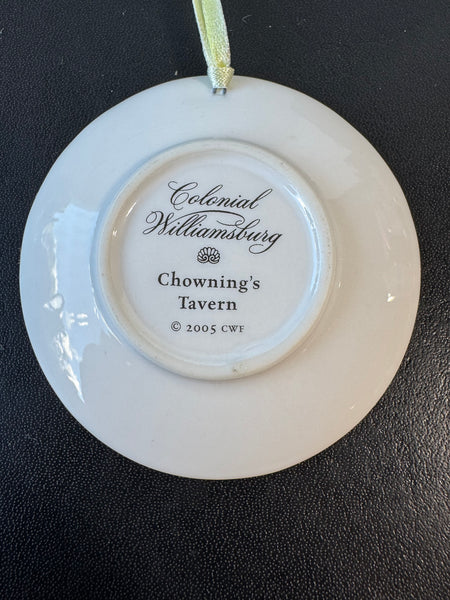 Colonial
Williamsburg
Chowning's
Tavern
© 2005 CWF